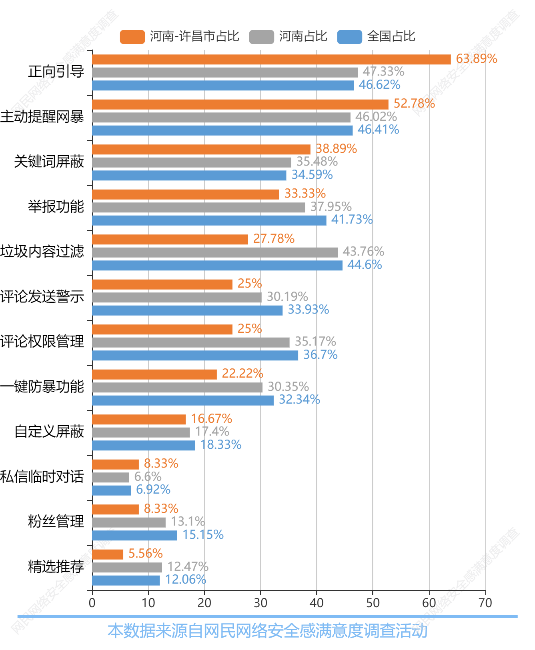 河南-许昌市占比 河南占比 全国占比
正向引导 63.89% 47.33% 46.62%
主动提醒网暴 52.78% 46.02% 46.41%
关键词屏蔽 38.89% 35.48% 34.59%
举报功能 33.33% 37.95% 41.73%
垃圾内容过滤 27.78% 43.76% 44.6%
评论发送警示 25% 30.19% 33.93%
评论权限管理 25% 35.17% 36.7%
一键防暴功能 22.22% 30.35% 32.34%
自定义屏蔽 16.67% 17.4% 18.33%
私信临时对话 8.33% 6.6% 6.92%
粉丝管理 8.33% 13.1% 15.15%
精选推荐 5.56% 12.47% 12.06%
0 10 20 30 40 50 60 70
本数据来源自网民网络安全感满意度调查活动